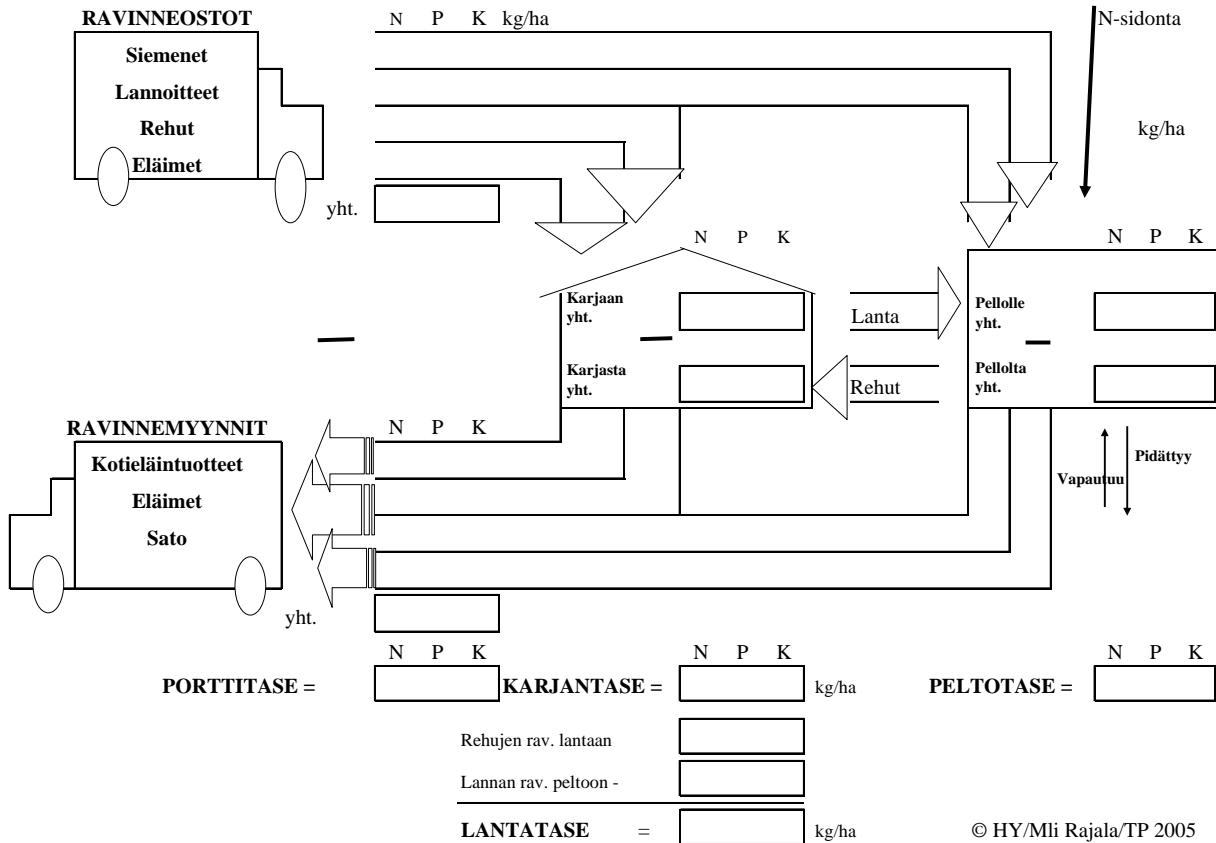 RAVINNEOSTOT
N P K kg/ha
N-sidonta
Siemenet
Lannoitteet
Rehut
Eläimet
kg/ha
yht.
N P K
N P K
Karjaan
yht.
Lanta
Pellolle
yht.
Karjasta
yht.
Rehut
Pellolta
yht.
RAVINNEMYYNNIT
N P K
Kotieläintuotteet
Eläimet
Sato
Vapautuu
Pidättyy
yht.
N P K
N P K
N P K
PORTTITASE =
KARJANTASE =
kg/ha
PELTOTASE =
Rehujen rav. lantaan
Lannan rav. peltoon -
LANTATASE =
kg/ha
© HY/Mli Rajala/TP 2005